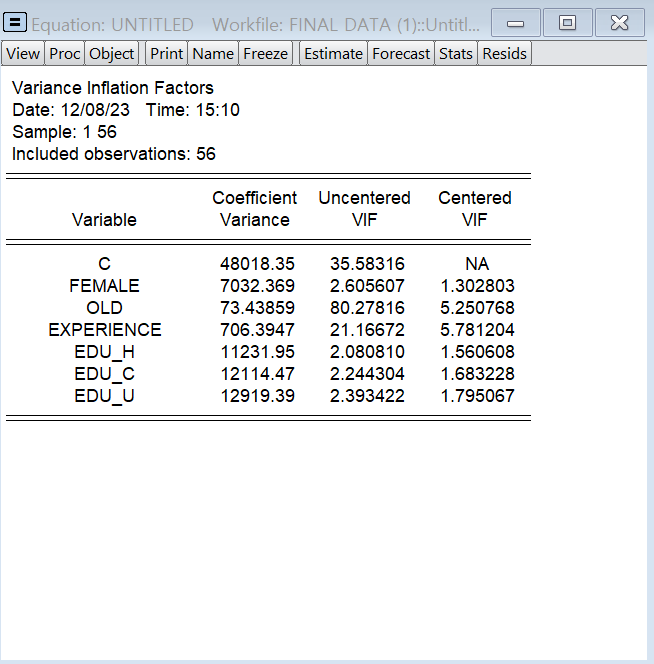 Equation: UNTITLED Workfile: FINAL DATA (1)::Untitl...
View Proc Object Print Name Freeze Estimate Forecast Stats Resids
Variance Inflation Factors
Date: 12/08/23 Time: 15:10
Sample: 1 56
Included observations: 56
Coefficient Uncentered Centered
Variable Variance VIF VIF
C 48018.35 35.58316 NA
FEMALE 7032.369 2.605607 1.302803
OLD 73.43859 80.27816 5.250768
EXPERIENCE 706.3947 21.16672 5.781204
EDU_H 11231.95 2.080810 1.560608
EDU_C 12114.47 2.244304 1.683228
EDU_U 12919.39 2.393422 1.795067